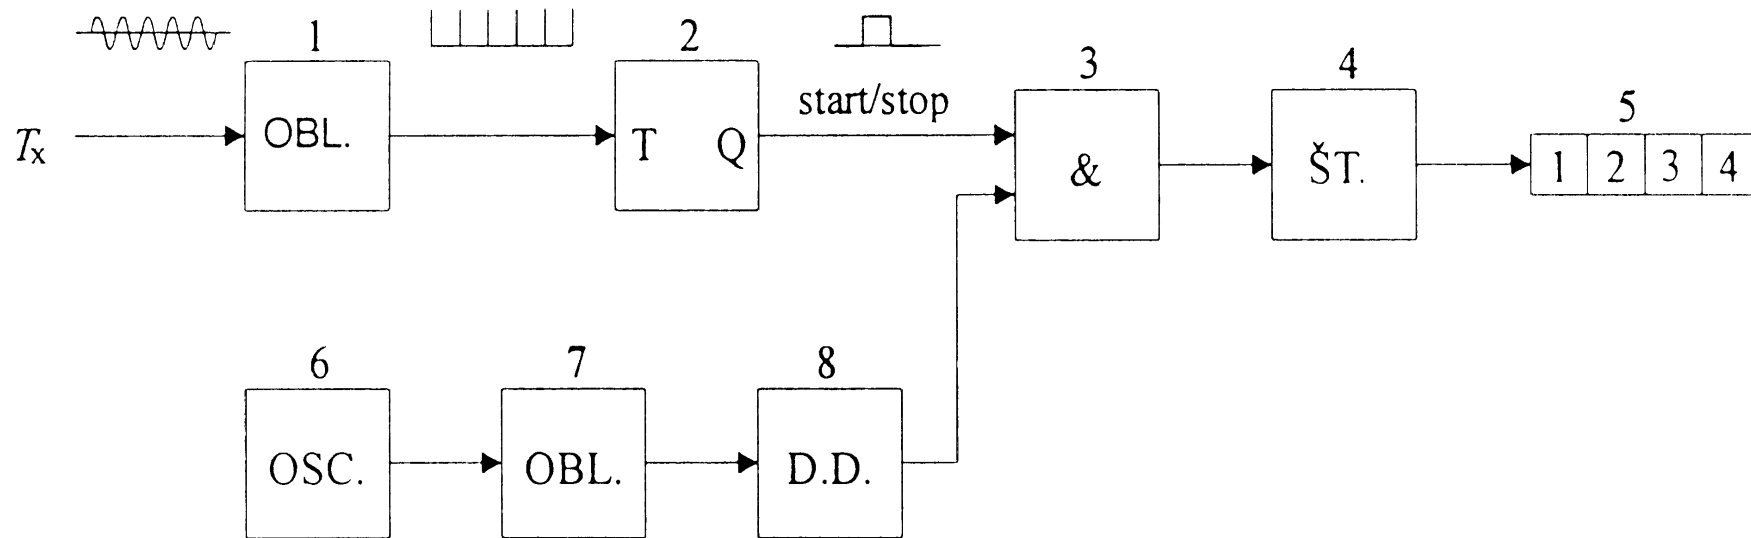 1 2 3 4 5
Tx OBL. T Q start/stop & ŠT. 1 2 3 4
6 7 8
OSC. OBL. D.D.